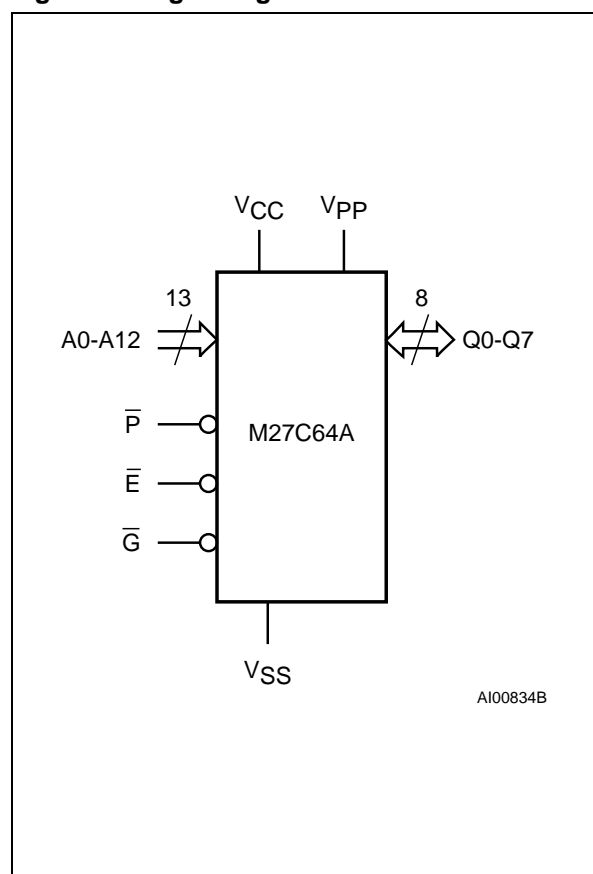 VCC VPP
13 8
A0-A12 Q0-Q7
P̅
M27C64A
E̅
G̅
VSS
AI00834B